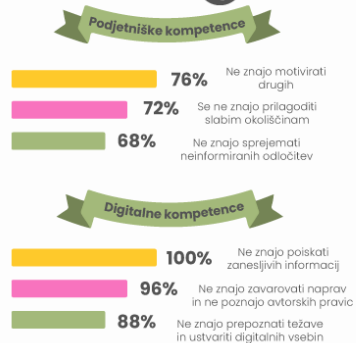 Podjetniške kompetence
76%
Ne znajo motivirati
drugih
72%
Se ne znajo prilagoditi
slabim okoliščinam
68%
Ne znajo sprejemati
neinformiranih odločitev
Digitalne kompetence
100%
Ne znajo poiskati
zanesljivih informacij
96%
Ne znajo zavarovati naprav
in ne poznajo avtorskih pravic
88%
Ne znajo prepoznati težave
in ustvariti digitalnih vsebin